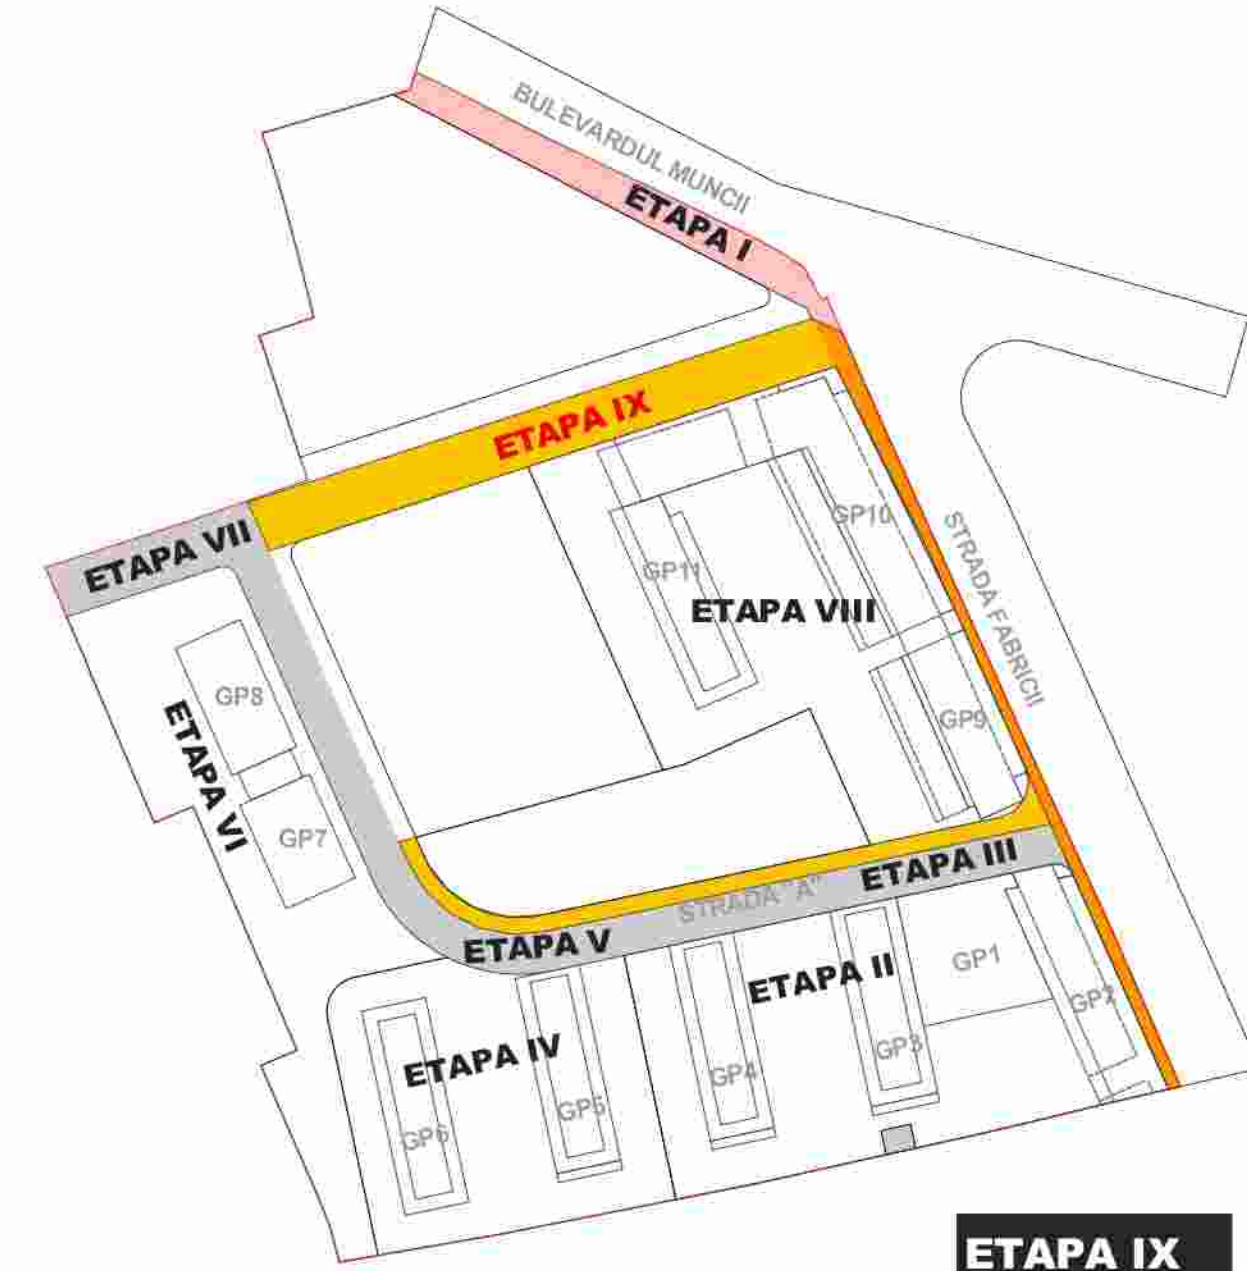 BULEVARDUL MUNCII
ETAPA I
ETAPA IX
ETAPA VII
GP10
STRADA FABRICII
GP11
ETAPA VIII
GP8
GP9
ETAPA VI
GP7
ETAPA III
STRADA "A"
ETAPA V
ETAPA II
GP1
GP2
ETAPA IV
GP3
GP4
GP5
GP6
ETAPA IX